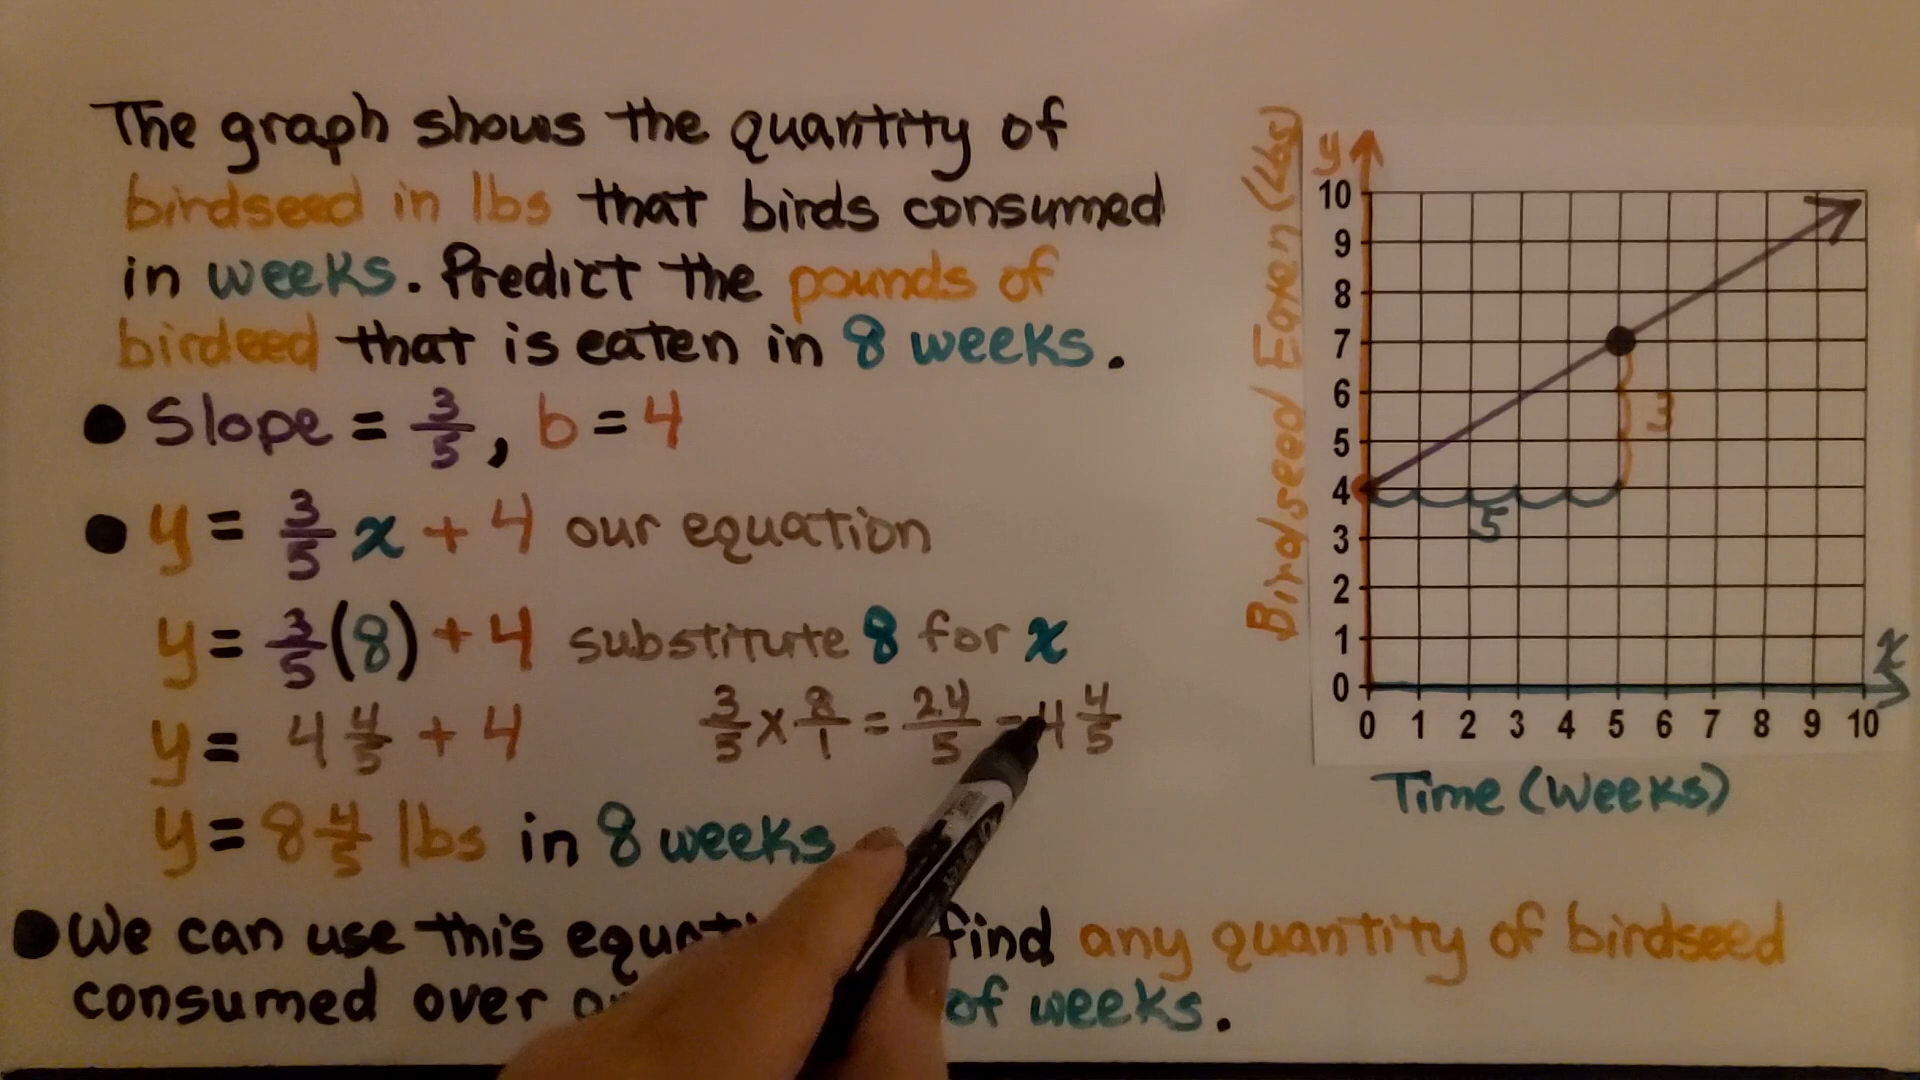 The graph shows the quantity of
birdseed in lbs that birds consumed
in weeks. Predict the pounds of
birdeed that is eaten in 8 weeks.
• Slope = 3/5, b = 4
• y = 3/5 x + 4 our equation
y = 3/5 (8) + 4 substitute 8 for x
y = 4 4/5 + 4 3/5 x 8/1 = 24/5 = 4 4/5
y = 8 4/5 lbs in 8 weeks
• We can use this find any quantity of birdseed
consumed over of weeks.
Birdseed Eaten (Lbs)
y
10
9
8
7
6
5
4
3
2
1
0
3
5
x
0 1 2 3 4 5 6 7 8 9 10
Time (Weeks)